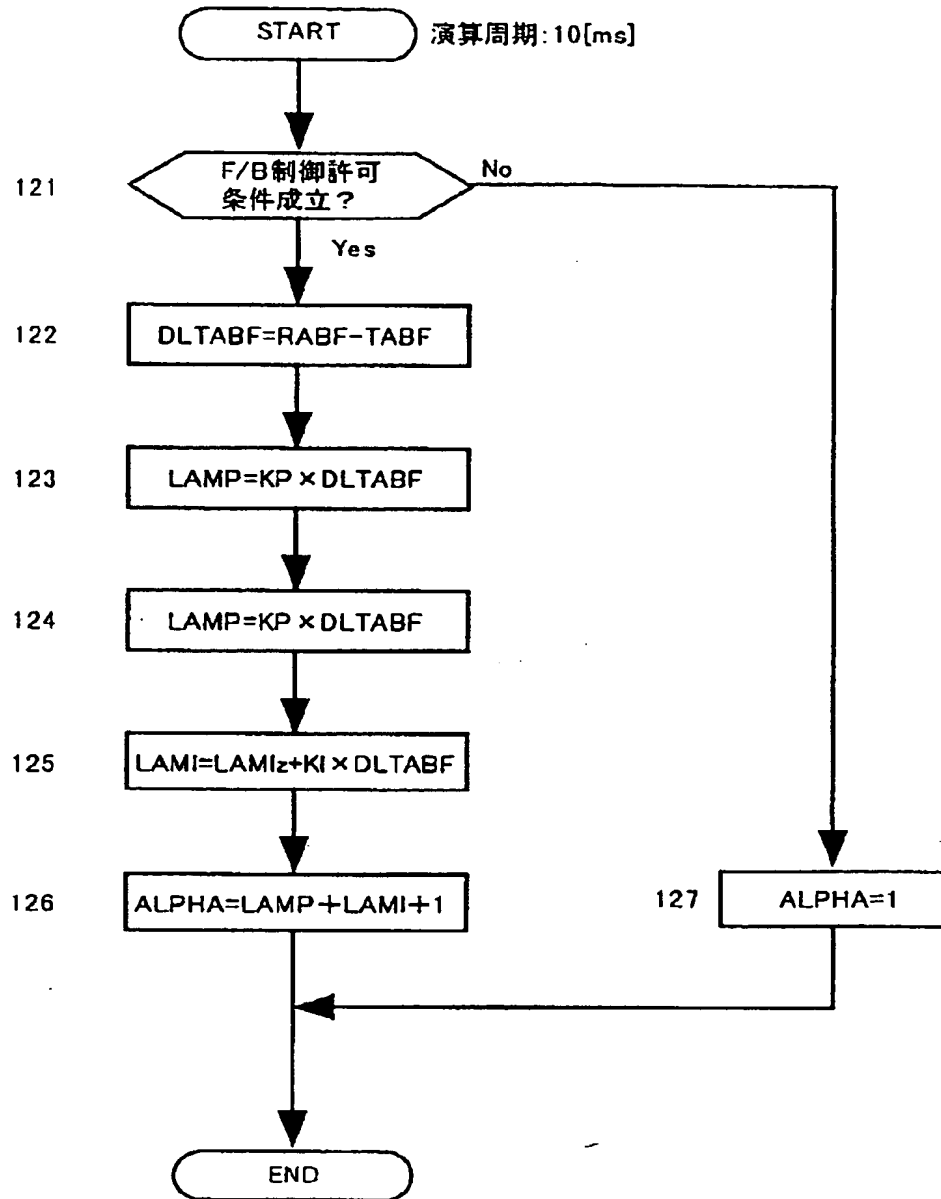 START
演算周期:10[ms]
121
F/B制御許可
条件成立?
No
Yes
122
DLTABF=RABF-TABF
123
LAMP=KP×DLTABF
124
LAMP=KP×DLTABF
125
LAMI=LAMIz+KI×DLTABF
126
ALPHA=LAMP+LAMI+1
127
ALPHA=1
END